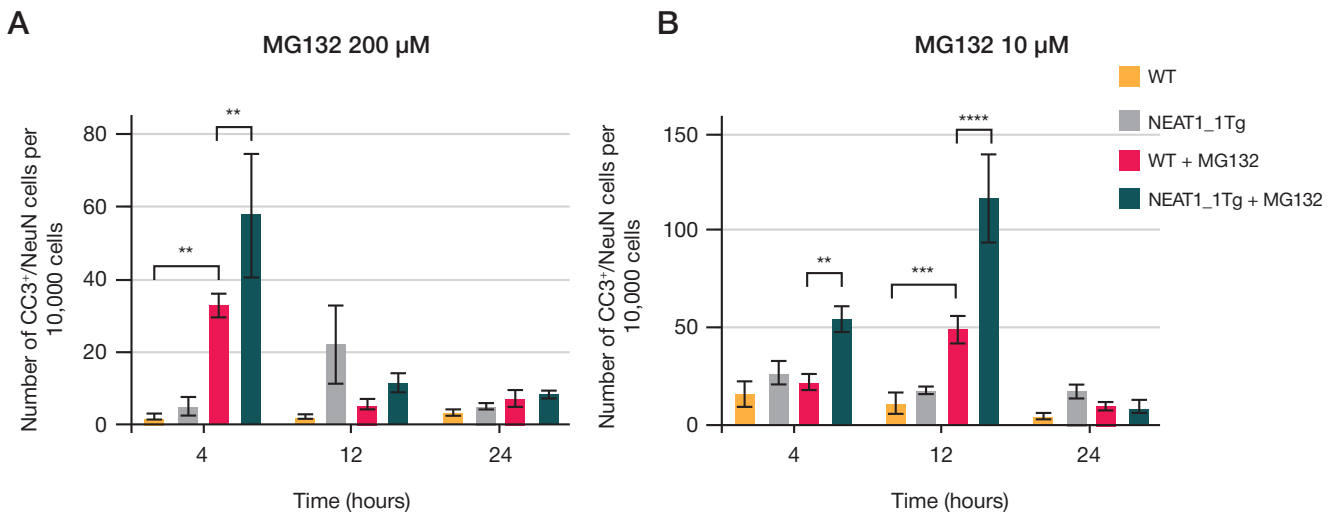 A
MG132 200 µM
Number of CC3⁺/NeuN cells per
10,000 cells
80
60
40
20
0
**
**
4
12
24
Time (hours)
B
MG132 10 µM
Number of CC3⁺/NeuN cells per
10,000 cells
150
100
50
0
**
***
****
4
12
24
Time (hours)
WT
NEAT1_1Tg
WT + MG132
NEAT1_1Tg + MG132